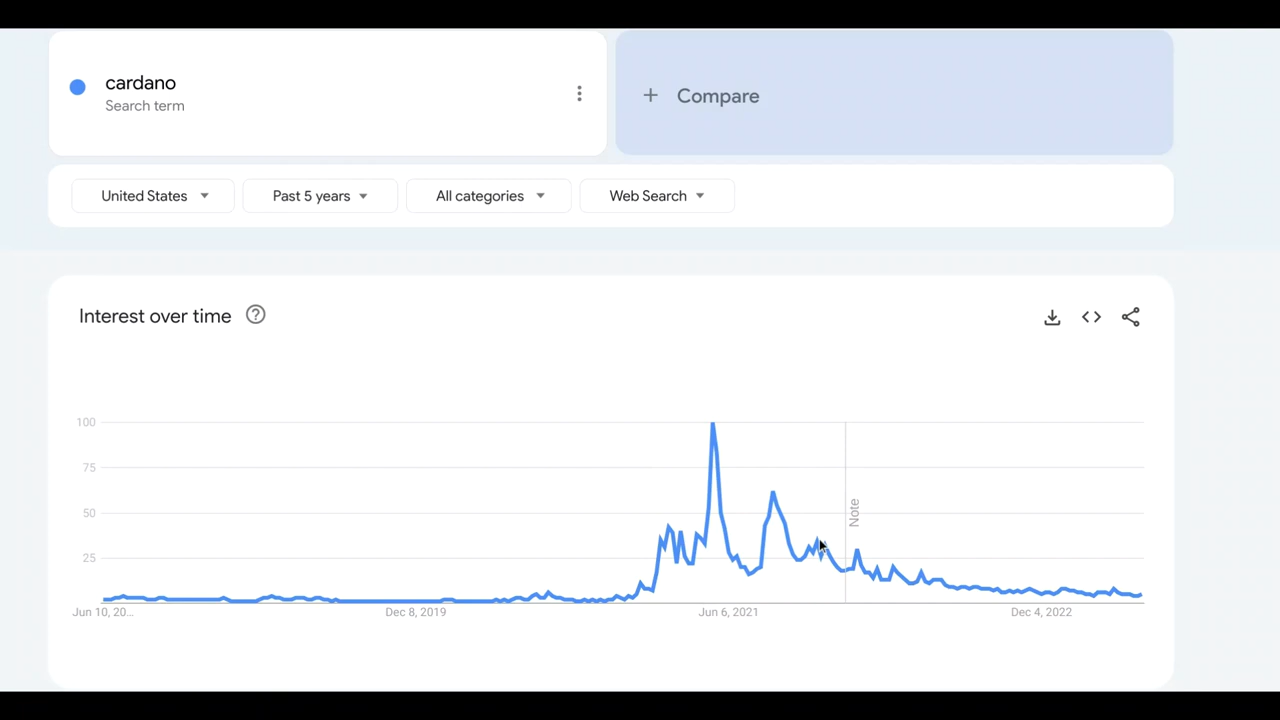 cardano
Search term
+ Compare
United States
Past 5 years
All categories
Web Search
Interest over time
100
75
50
25
Note
Jun 10, 20...
Dec 8, 2019
Jun 6, 2021
Dec 4, 2022